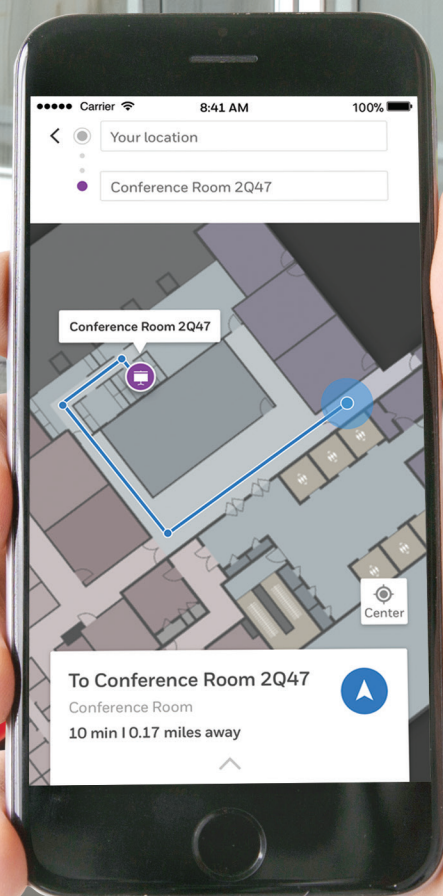 Carrier
8:41 AM
100%
Your location
Conference Room 2Q47
Conference Room 2Q47
Center
To Conference Room 2Q47
Conference Room
10 min I 0.17 miles away